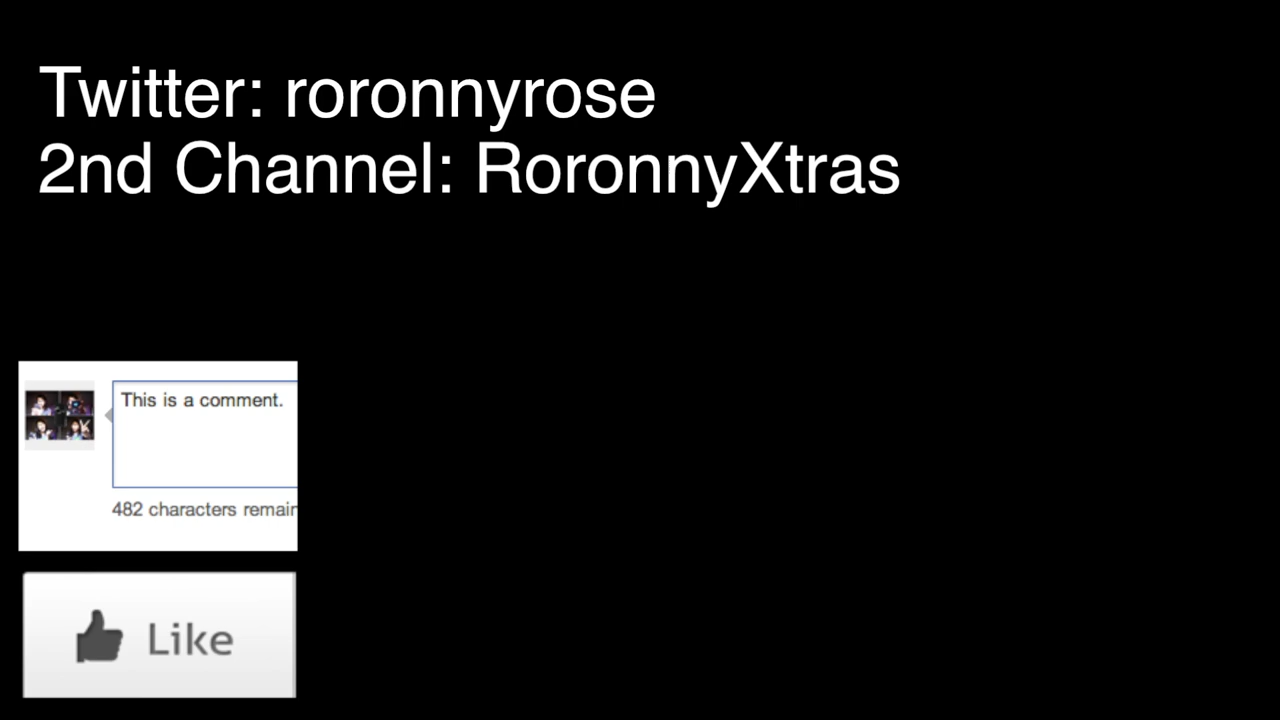 Twitter: roronnyrose
2nd Channel: RoronnyXtras
This is a comment.
482 characters remain
Like